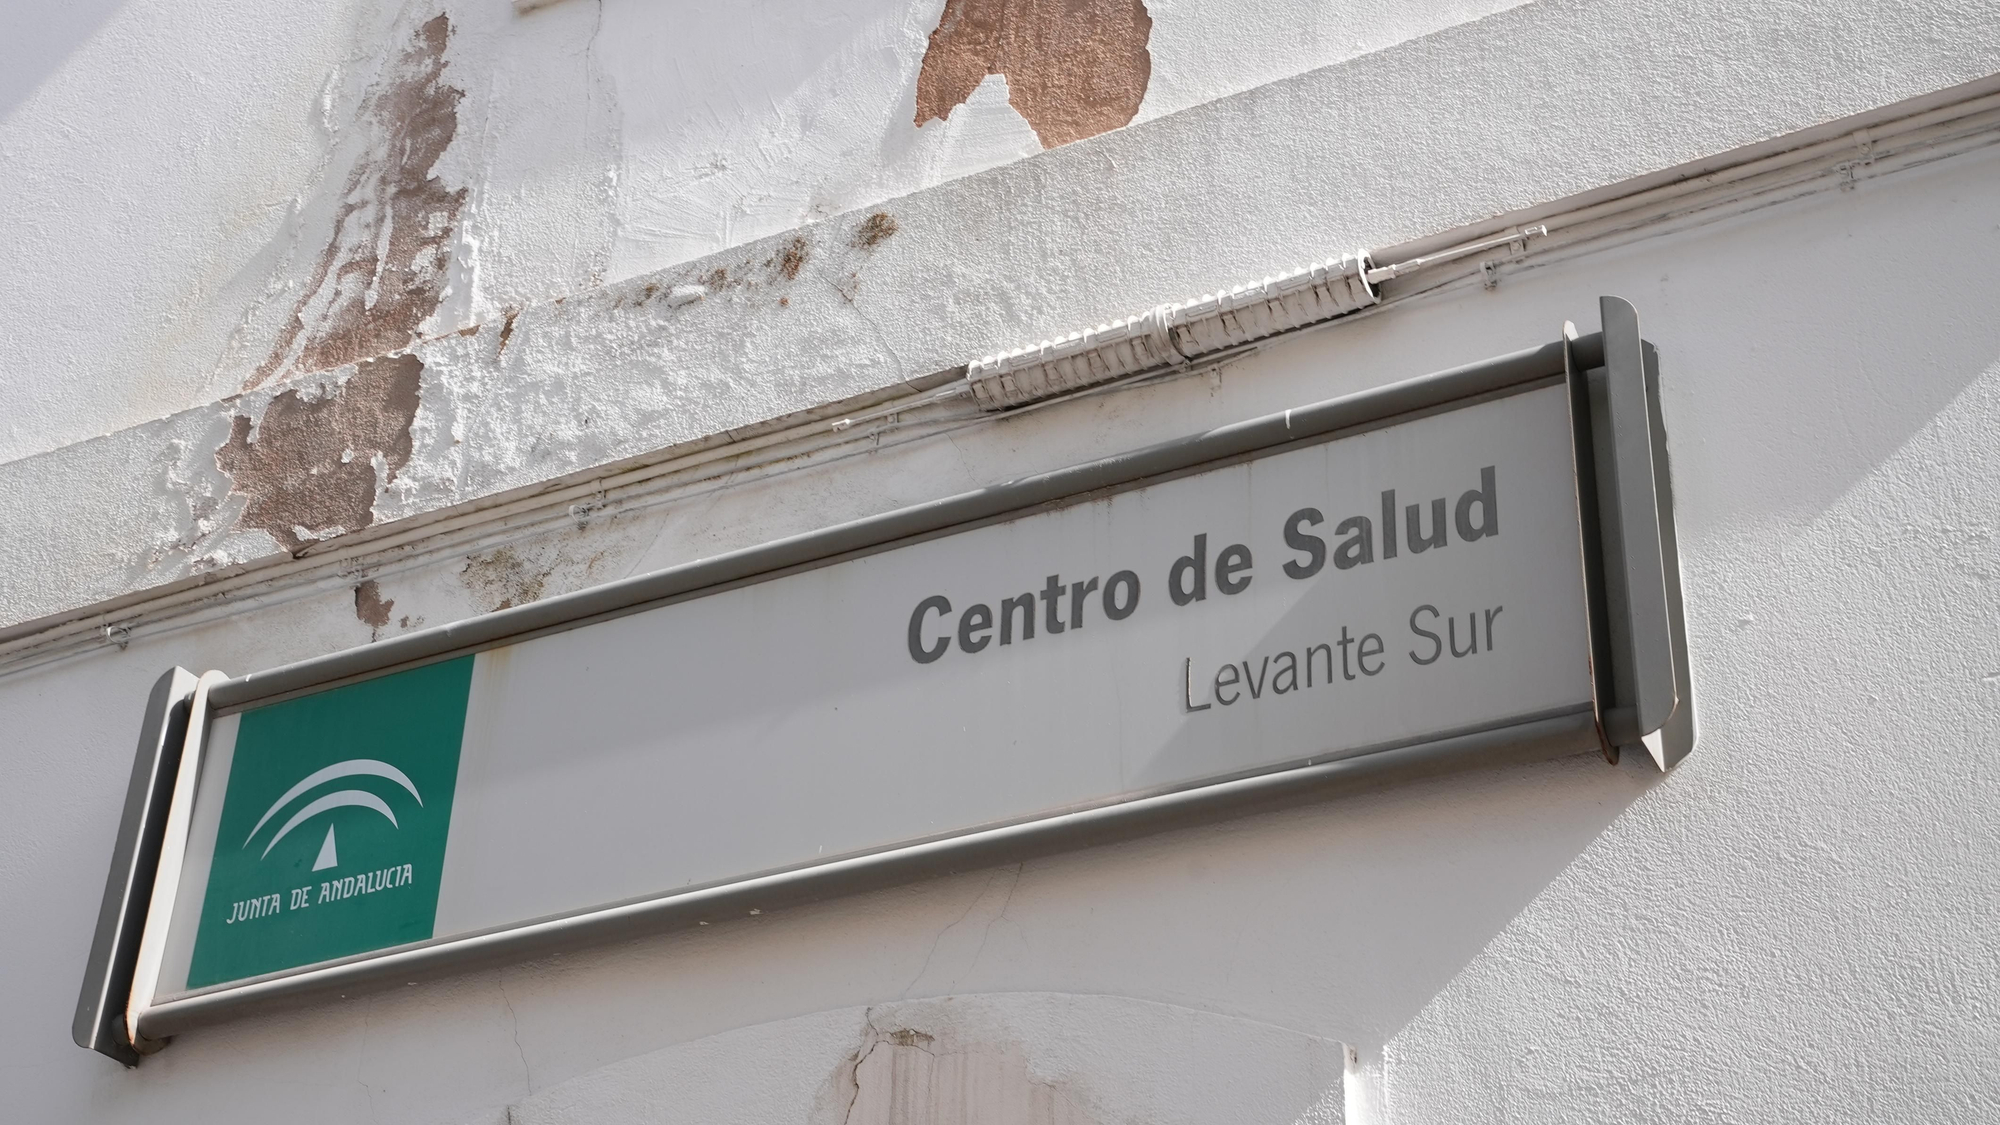 Centro de Salud
Levante Sur
JUNTA DE ANDALUCIA